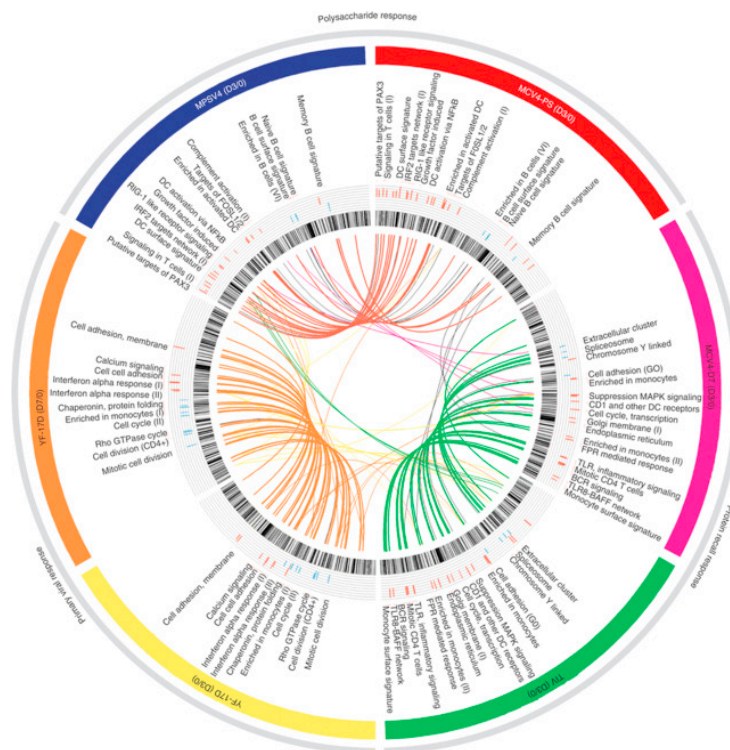 Polysaccharide response
MPSV4 (D3/0)
MCV4-PS (D3/0)
MCV4-DT (D3/0)
TIV (D3/0)
YF-17D (D3/0)
YF-17D (D7/0)
Protein recall response
Primary viral response
Putative targets of PAX3
Signaling in T cells (I)
DC surface signature
IRF2 targets network (I)
RIG-1 like receptor signaling
Growth factor induced
DC activation via NFkB
Enriched in activated DC
Targets of FOSL1/2
Complement activation (I)
Enriched in B cells (VI)
B cell surface signature
Naive B cell signature
Memory B cell signature
Extracellular cluster
Spliceosome
Chromosome Y linked
Cell adhesion (GO)
Enriched in monocytes
Suppression MAPK signaling
CD1 and other DC receptors
Cell cycle, transcription
Golgi membrane (I)
Endoplasmic reticulum
Enriched in monocytes (II)
FPR mediated response
TLR, inflammatory signaling
Mitotic CD4 T cells
BCR signaling
TLR8-BAFF network
Monocyte surface signature
Extracellular cluster
Spliceosome
Chromosome Y linked
Cell adhesion (G0)
Enriched in monocytes
Suppression MAPK signaling
CD1 and other DC receptors
Cell cycle, transcription
Golgi membrane (I)
Endoplasmic reticulum
Enriched in monocytes (II)
FPR mediated response
TLR, inflammatory signaling
Mitotic CD4 T cells
BCR signaling
TLR8-BAFF network
Monocyte surface signature
Mitotic cell division
Cell division (CD4+)
Rho GTPase cycle
Cell cycle (II)
Enriched in monocytes (I)
Chaperonin, protein folding
Interferon alpha response (II)
Interferon alpha response (I)
Cell cell adhesion
Calcium signaling
Cell adhesion, membrane
Mitotic cell division
Cell division (CD4+)
Rho GTPase cycle
Cell cycle (II)
Enriched in monocytes (I)
Chaperonin, protein folding
Interferon alpha response (II)
Interferon alpha response (I)
Cell cell adhesion
Calcium signaling
Cell adhesion, membrane
Putative targets of PAX3
Signaling in T cells (I)
DC surface signature
IRF2 targets network (I)
RIG-1 like receptor signaling
Growth factor induced
DC activation via NFkB
Enriched in activated DC
Targets of FOSL1/2
Complement activation (I)
Enriched in B cells (VI)
B cell surface signature
Naive B cell signature
Memory B cell signature